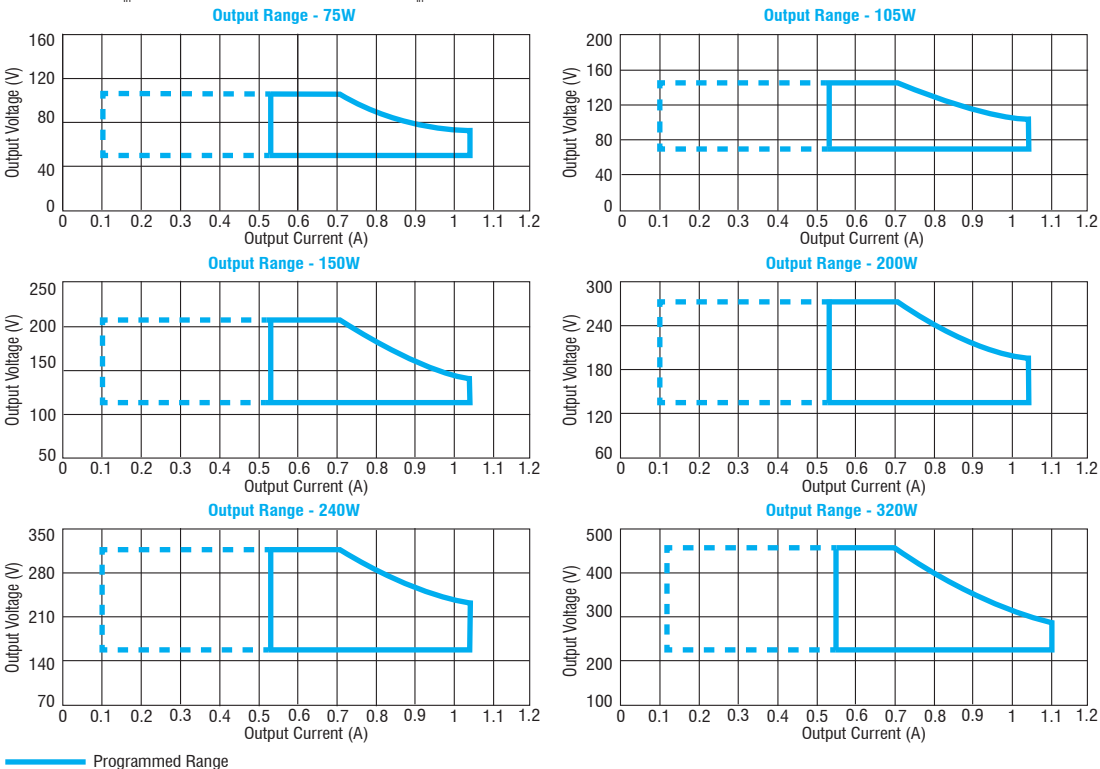 Output Range - 75W
160
120
80
40
0
Output Voltage (V)
0 0.1 0.2 0.3 0.4 0.5 0.6 0.7 0.8 0.9 1 1.1 1.2
Output Current (A)
Output Range - 105W
200
160
120
80
40
0
Output Voltage (V)
0 0.1 0.2 0.3 0.4 0.5 0.6 0.7 0.8 0.9 1 1.1 1.2
Output Current (A)
Output Range - 150W
250
200
150
100
50
Output Voltage (V)
0 0.1 0.2 0.3 0.4 0.5 0.6 0.7 0.8 0.9 1 1.1 1.2
Output Current (A)
Output Range - 200W
300
240
180
120
60
Output Voltage (V)
0 0.1 0.2 0.3 0.4 0.5 0.6 0.7 0.8 0.9 1 1.1 1.2
Output Current (A)
Output Range - 240W
350
280
210
140
70
Output Voltage (V)
0 0.1 0.2 0.3 0.4 0.5 0.6 0.7 0.8 0.9 1 1.1 1.2
Output Current (A)
Output Range - 320W
500
400
300
200
100
Output Voltage (V)
0 0.1 0.2 0.3 0.4 0.5 0.6 0.7 0.8 0.9 1 1.1 1.2
Output Current (A)
Programmed Range